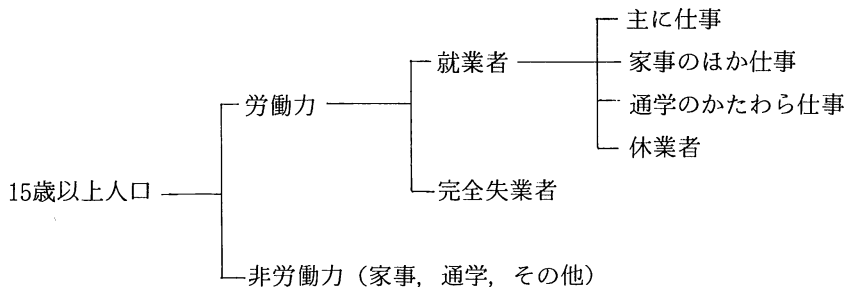 主に仕事
就業者
家事のほか仕事
労働力
通学のかたわら仕事
休業者
15歳以上人口
完全失業者
非労働力（家事，通学，その他）